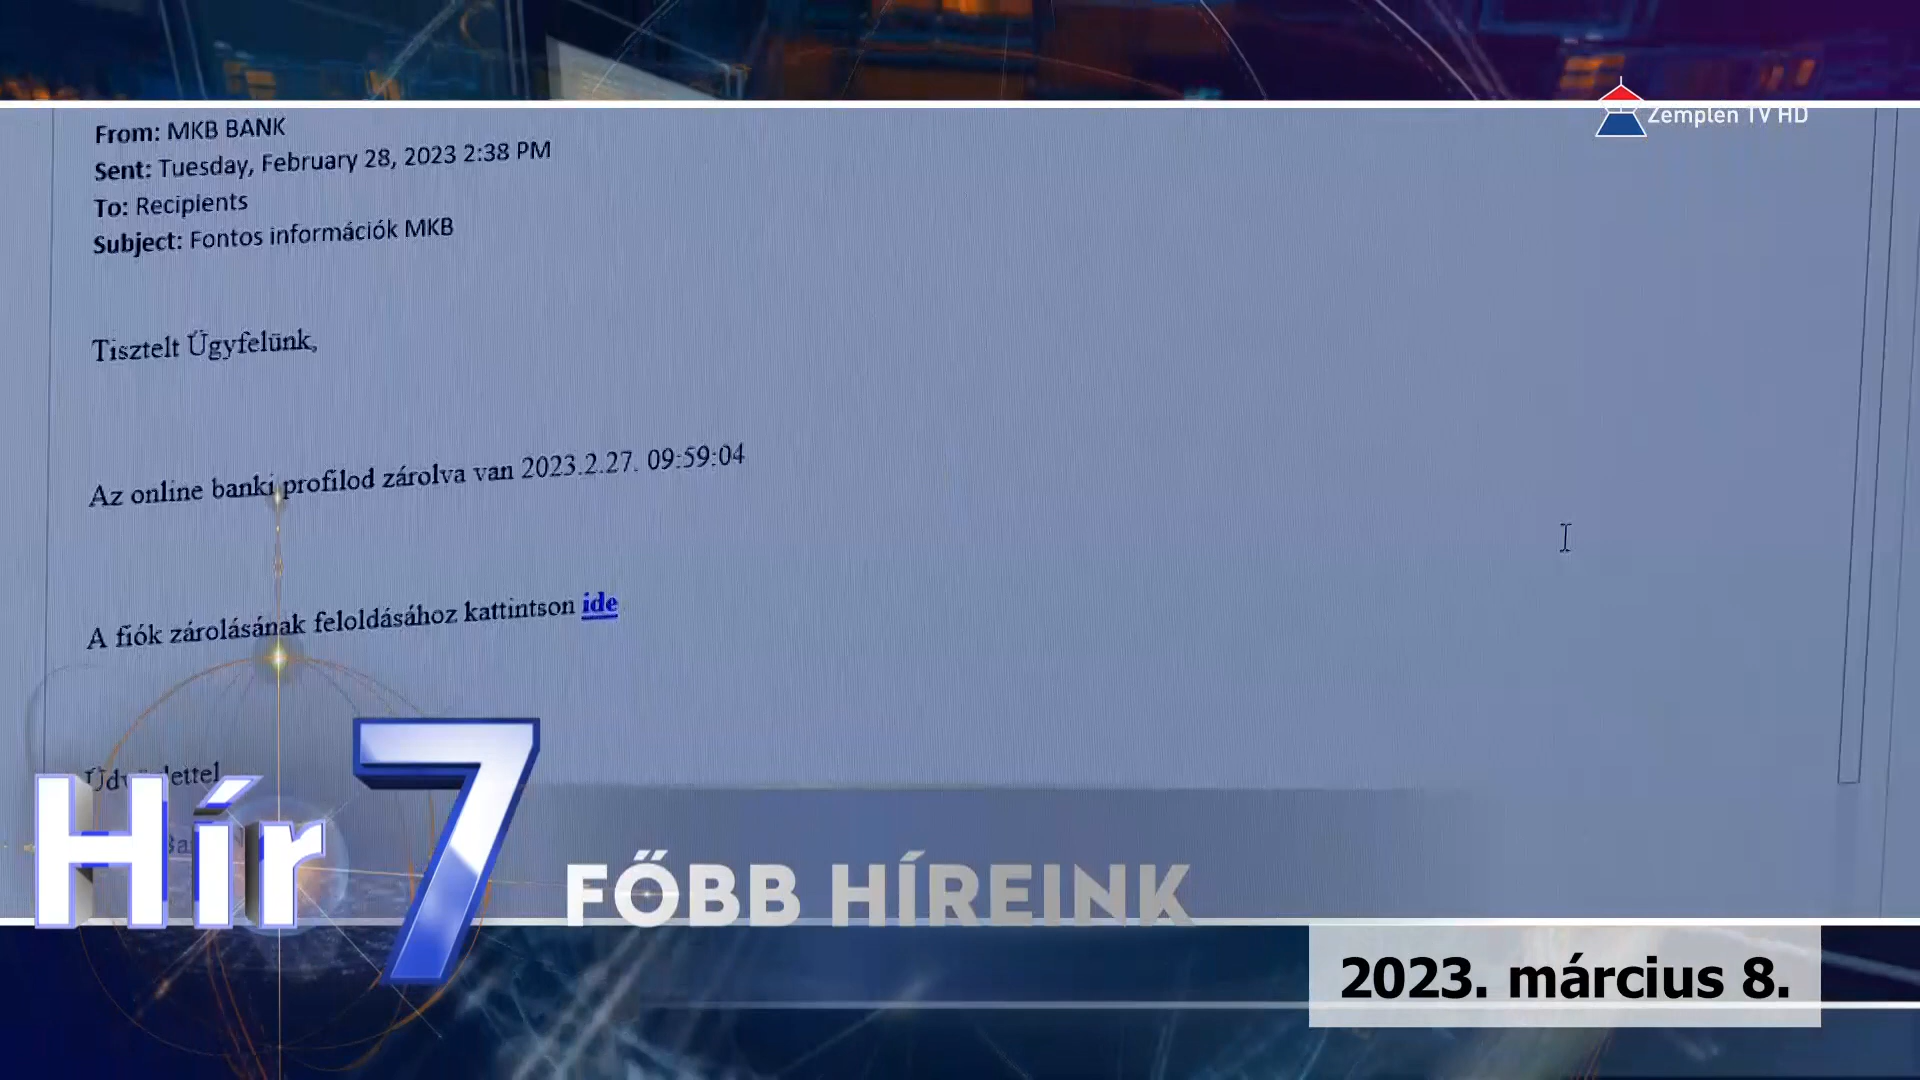 Zemplén TV HD
From: MKB BANK
Sent: Tuesday, February 28, 2023 2:38 PM
To: Recipients
Subject: Fontos információk MKB
Tisztelt Ügyfelünk,
Az online banki profilod zárolva van 2023.2.27. 09:59:04
A fiók zárolásának feloldásához kattintson ide
Hír7
FŐBB HÍREINK
2023. március 8.